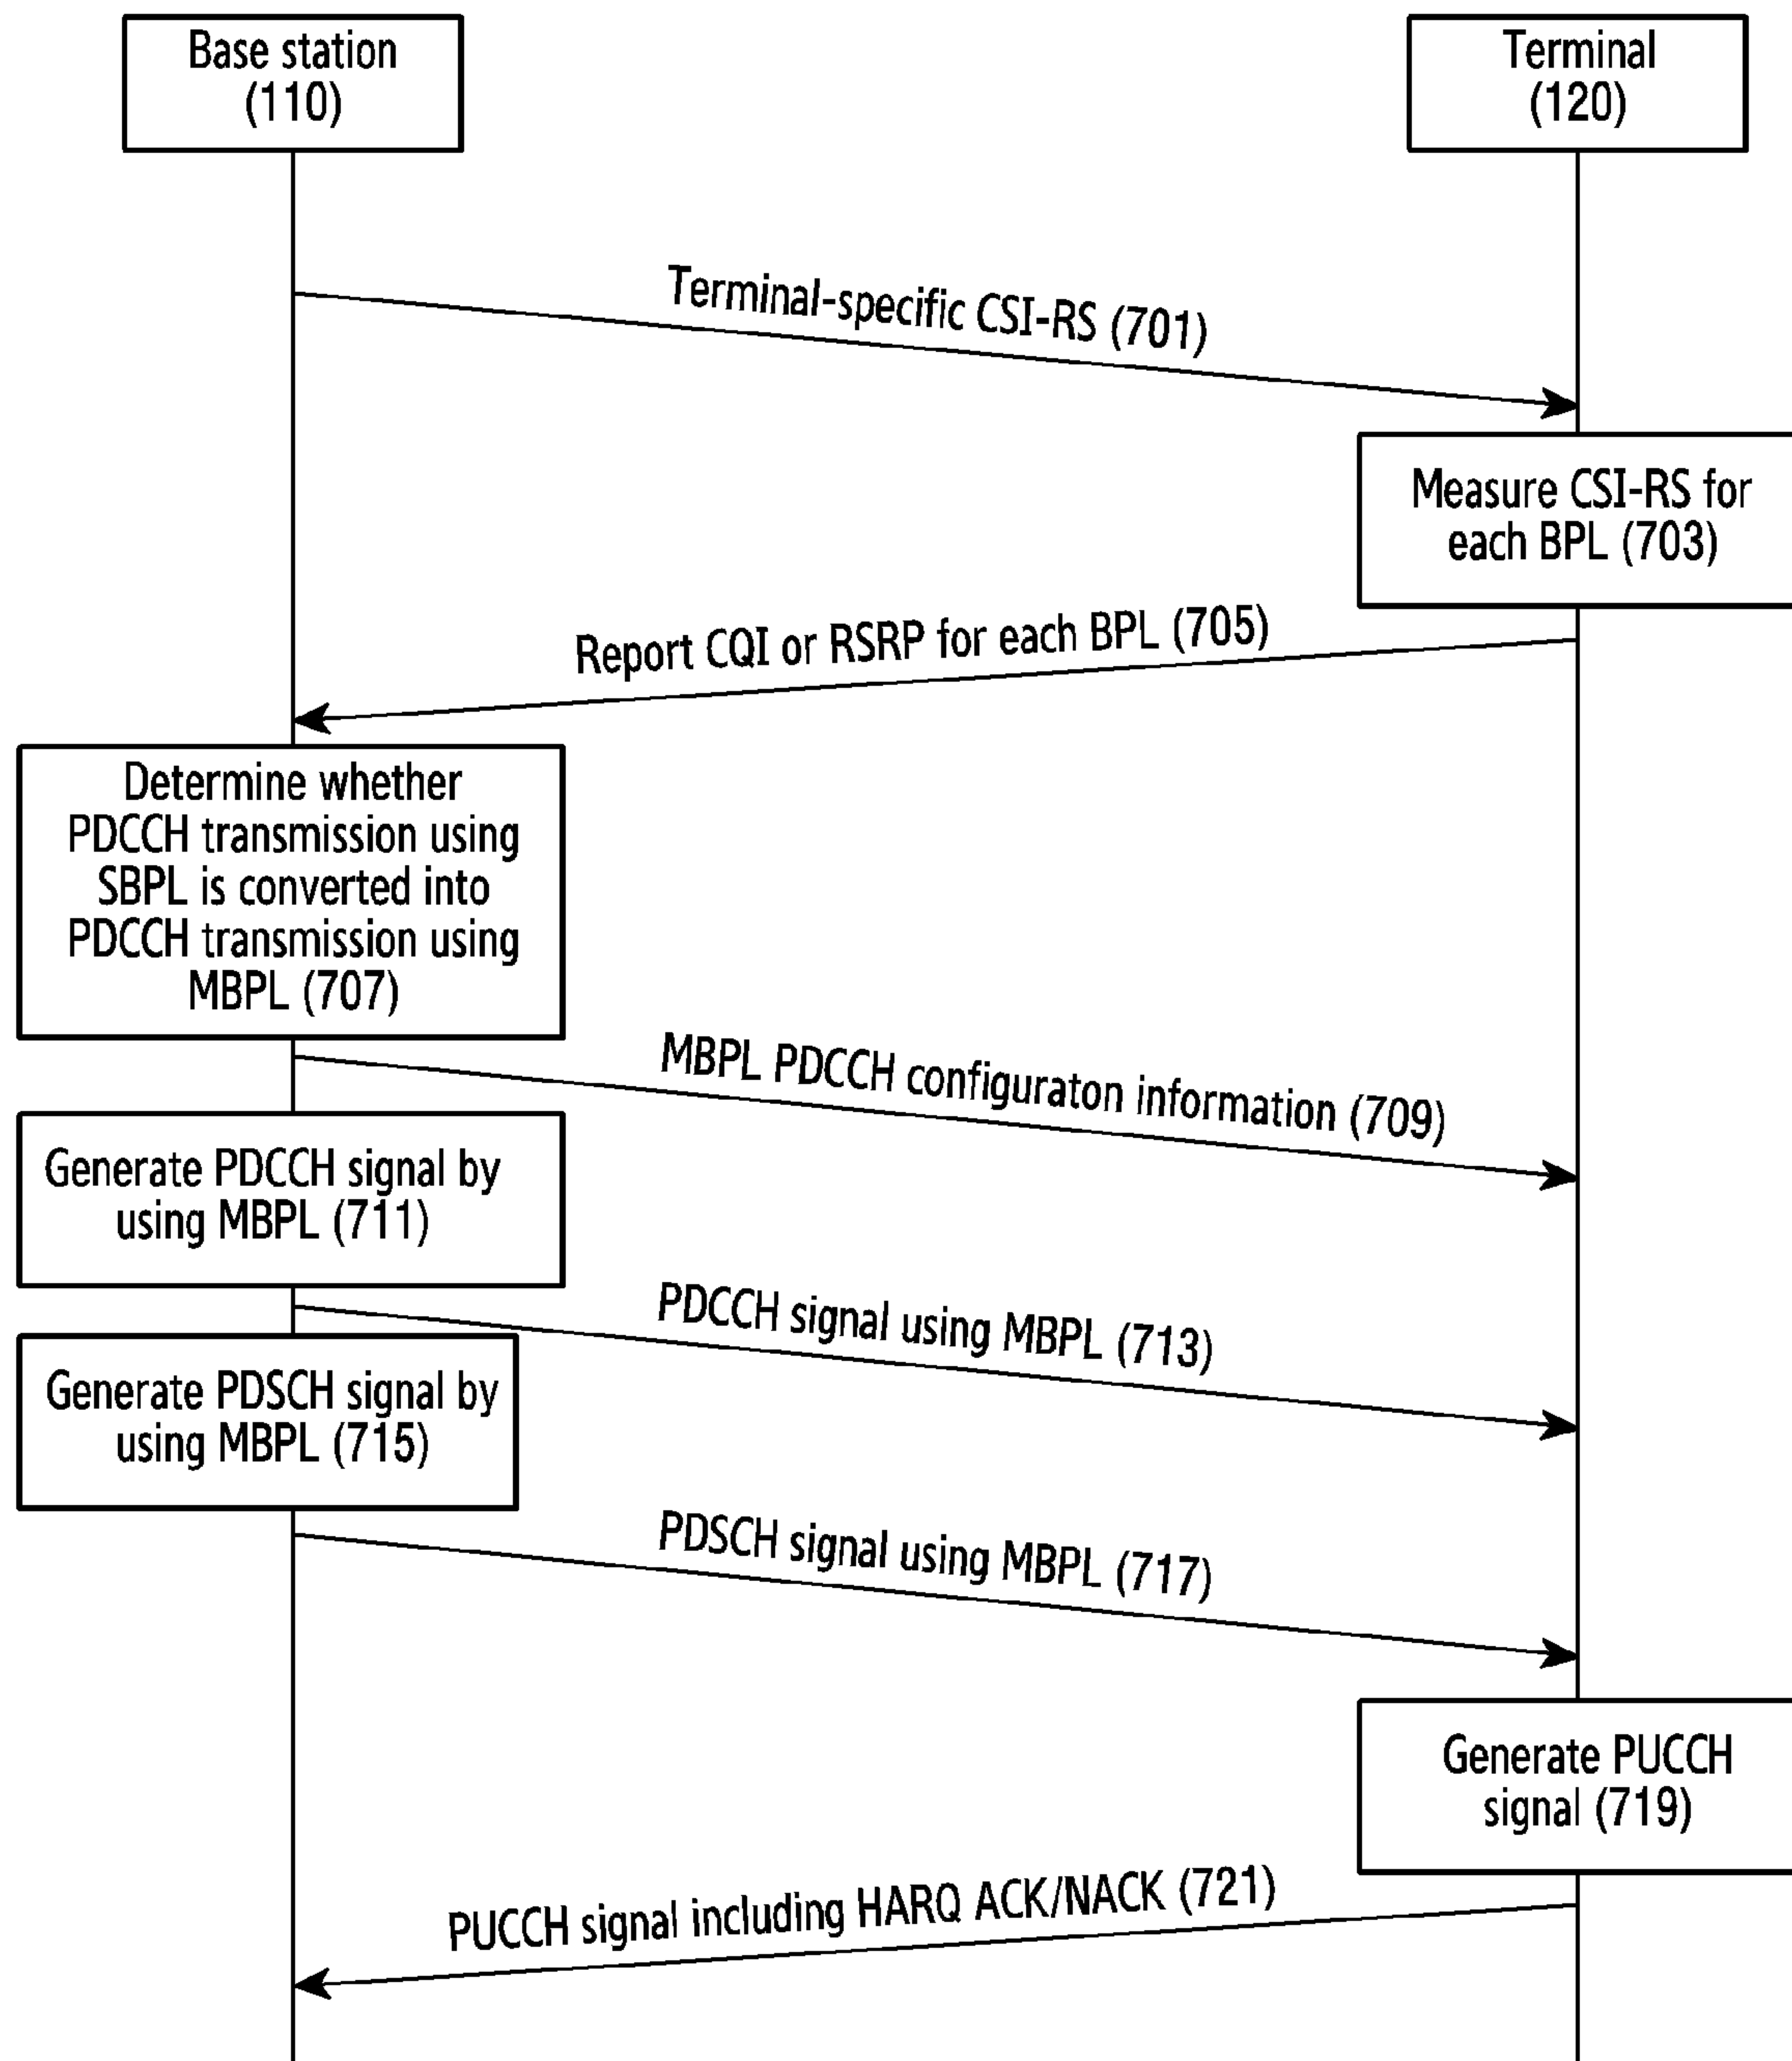 Base station
(110)
Terminal
(120)
Terminal-specific CSI-RS (701)
Measure CSI-RS for
each BPL (703)
Report CQI or RSRP for each BPL (705)
Determine whether
PDCCH transmission using
SBPL is converted into
PDCCH transmission using
MBPL (707)
MBPL PDCCH configuraton information (709)
Generate PDCCH signal by
using MBPL (711)
PDCCH signal using MBPL (713)
Generate PDSCH signal by
using MBPL (715)
PDSCH signal using MBPL (717)
Generate PUCCH
signal (719)
PUCCH signal including HARQ ACK/NACK (721)